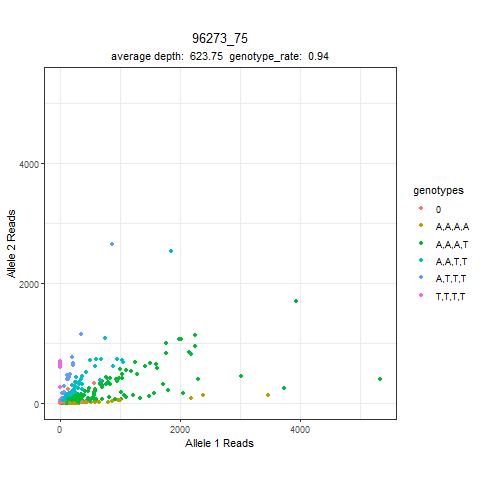 96273_75
average depth:  623.75  genotype_rate:  0.94
Allele 2 Reads
4000
2000
0
0
2000
4000
Allele 1 Reads
genotypes
0
A,A,A,A
A,A,A,T
A,A,T,T
A,T,T,T
T,T,T,T